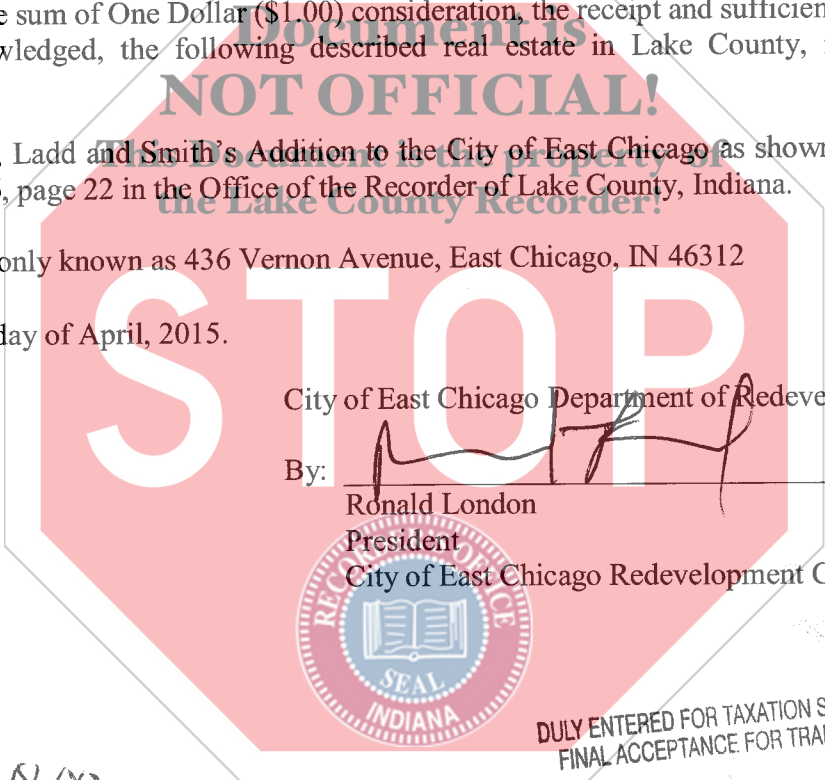 e sum of One Dollar ($1.00) consideration, the receipt and sufficien
Document is
wledged, the following described real estate in Lake County,
NOT OFFICIAL!
, Ladd and Smith's Addition to the City of East Chicago as shown
This Document is the property of
, page 22 in the Office of the Recorder of Lake County, Indiana.
the Lake County Recorder!
only known as 436 Vernon Avenue, East Chicago, IN 46312
STOP
day of April, 2015.
City of East Chicago Department of Redeve
By:
Ronald London
President
City of East Chicago Redevelopment C
RECORDER'S OFFICE
SEAL
INDIANA
DULY ENTERED FOR TAXATION S
FINAL ACCEPTANCE FOR TRA